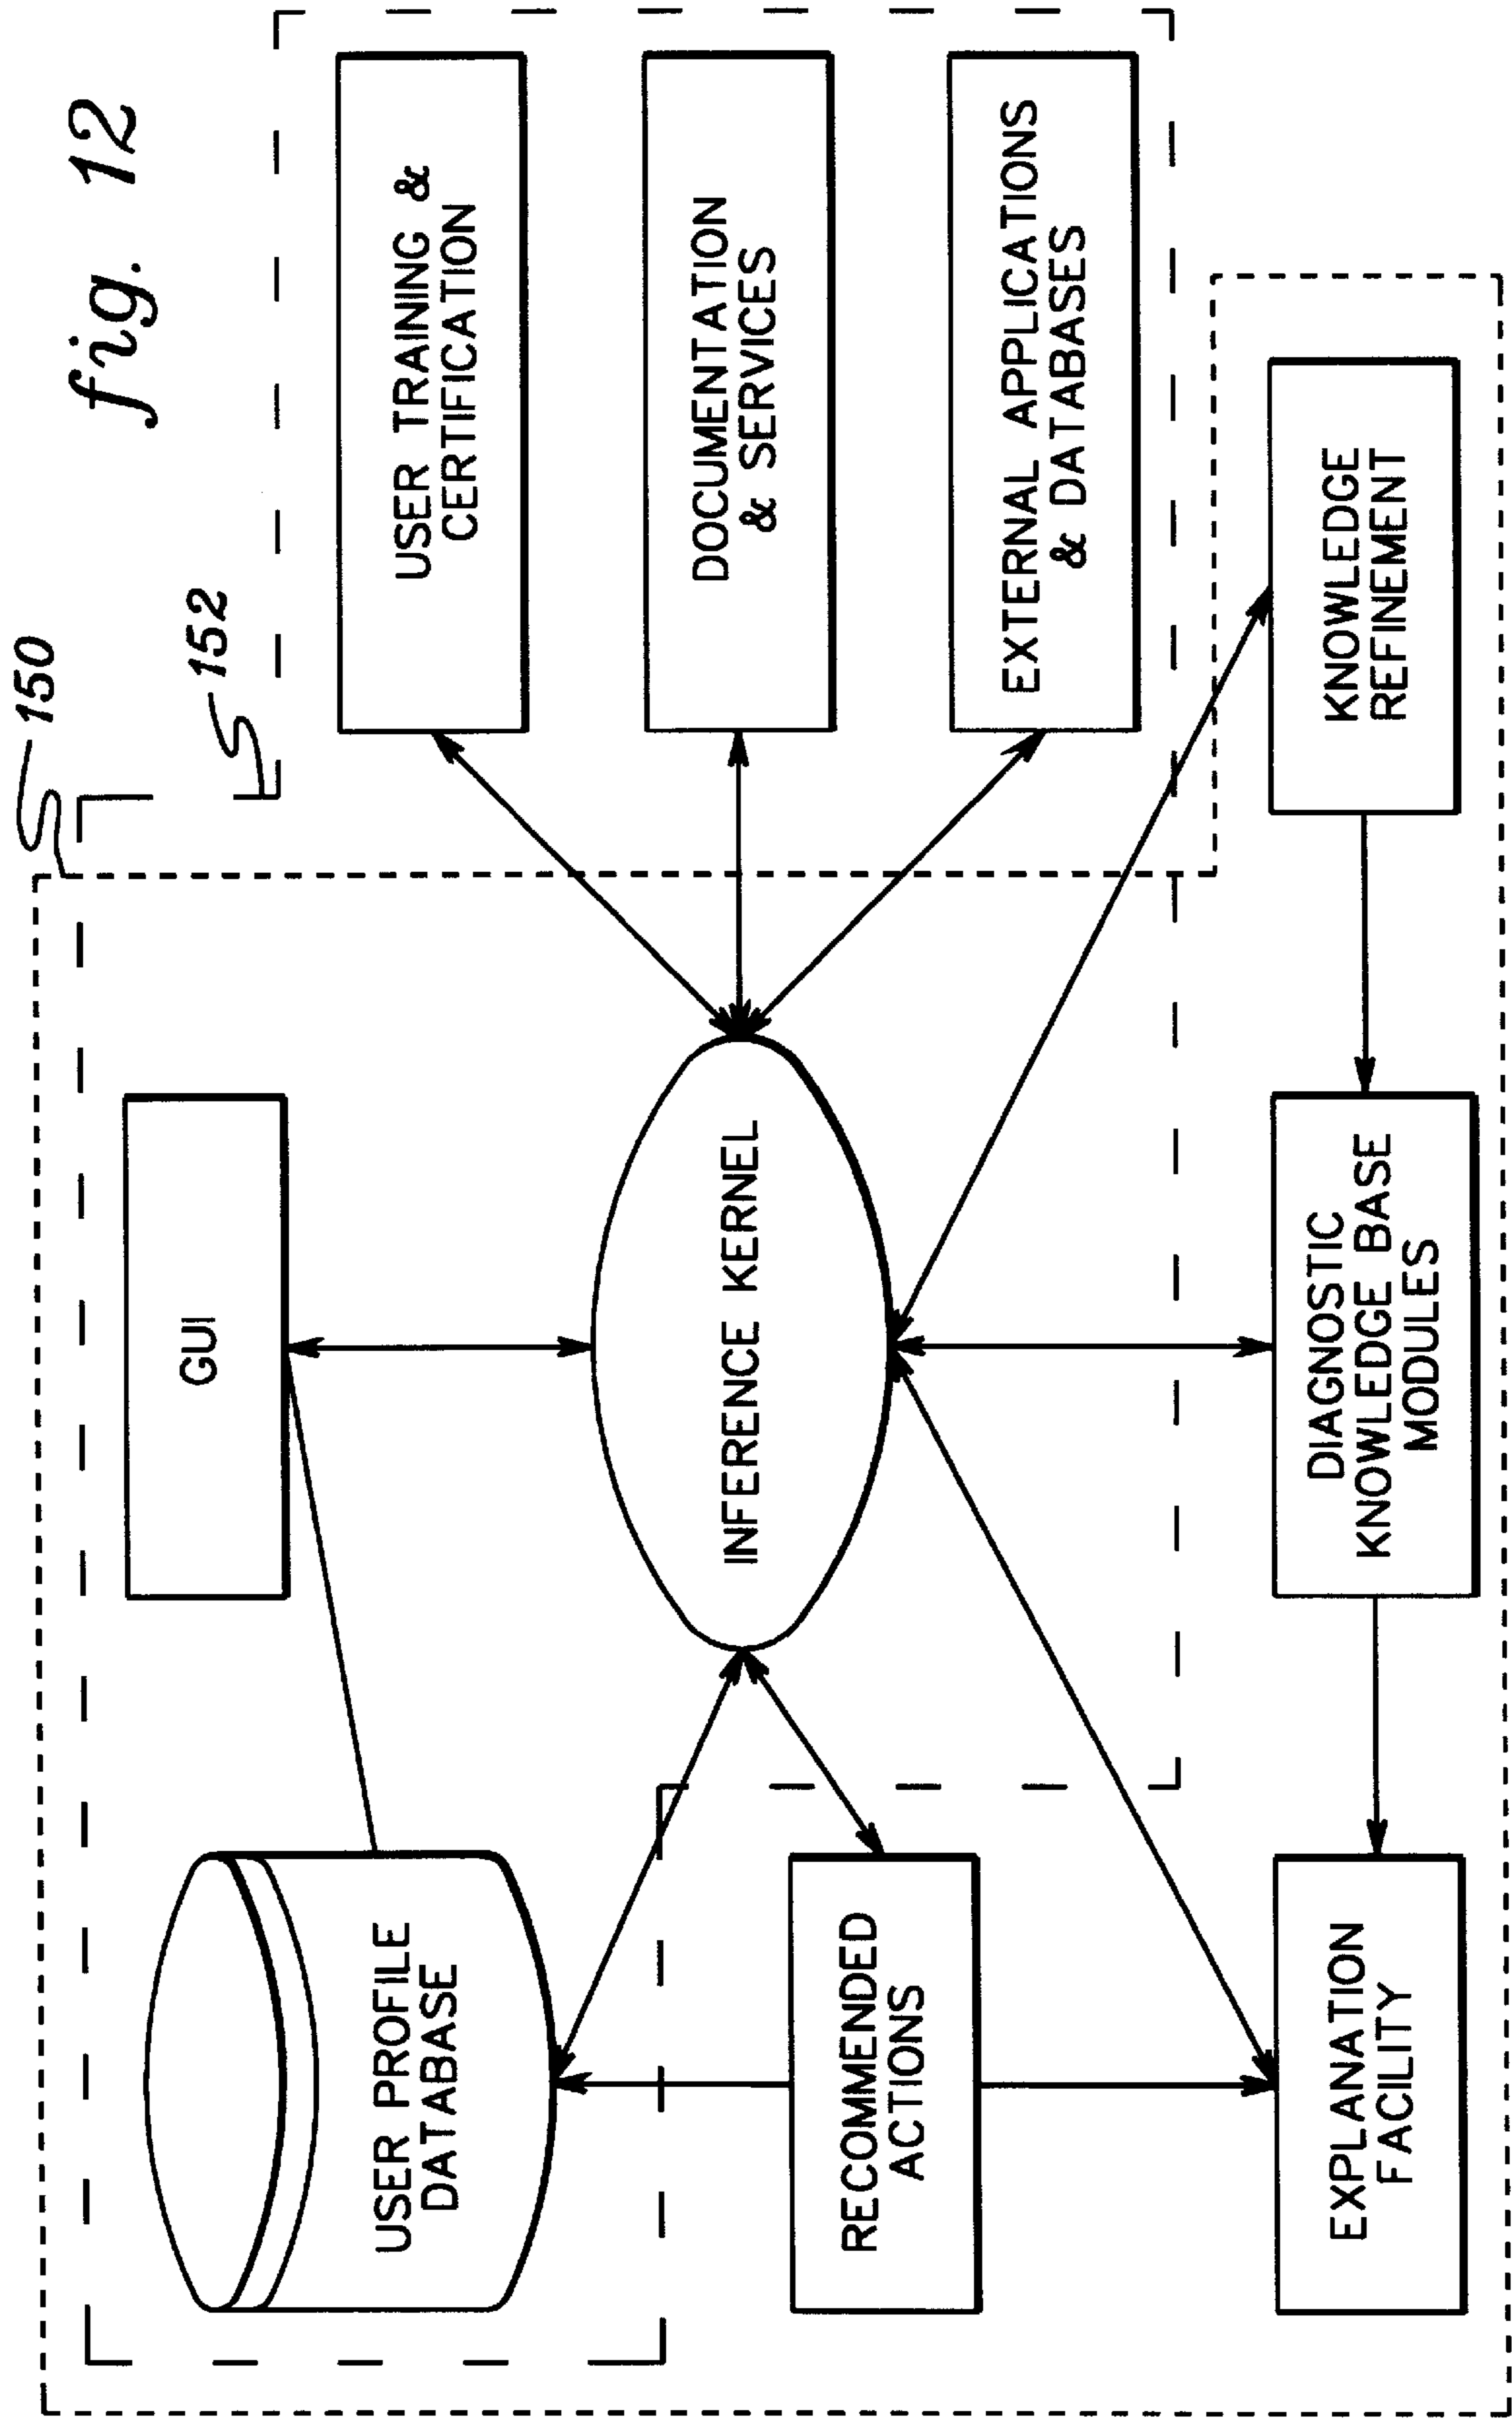 fig. 12
150
152
USER PROFILE
DATABASE
GUI
USER TRAINING &
CERTIFICATION
RECOMMENDED
ACTIONS
INFERENCE KERNEL
DOCUMENTATION
& SERVICES
EXTERNAL APPLICATIONS
& DATABASES
EXPLANATION
FACILITY
DIAGNOSTIC
KNOWLEDGE BASE
MODULES
KNOWLEDGE
REFINEMENT